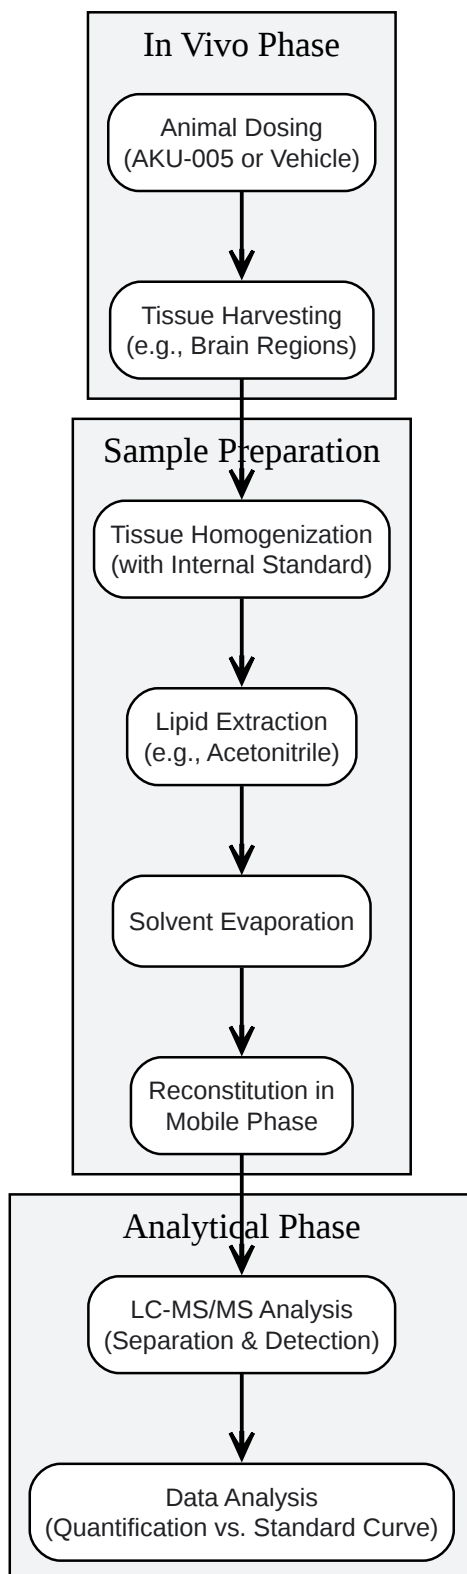 In Vivo Phase
Animal Dosing
(AKU-005 or Vehicle)
Tissue Harvesting
(e.g., Brain Regions)
Sample Preparation
Tissue Homogenization
(with Internal Standard)
Lipid Extraction
(e.g., Acetonitrile)
Solvent Evaporation
Reconstitution in
Mobile Phase
Analytical Phase
LC-MS/MS Analysis
(Separation & Detection)
Data Analysis
(Quantification vs. Standard Curve)